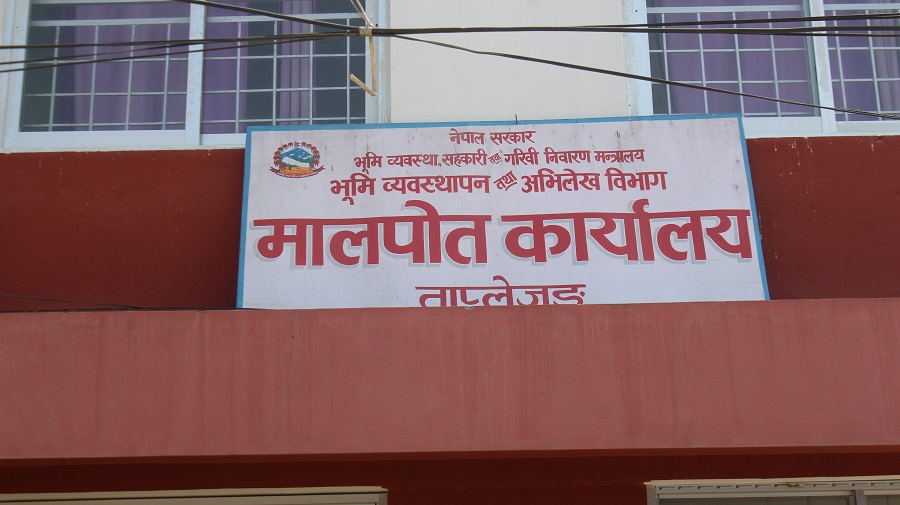 नेपाल सरकार
भूमि व्यवस्था, सहकारी तथा गरिबी निवारण मन्त्रालय
भूमि व्यवस्थापन तथा अभिलेख विभाग
मालपोत कार्यालय
ताप्लेजुङ